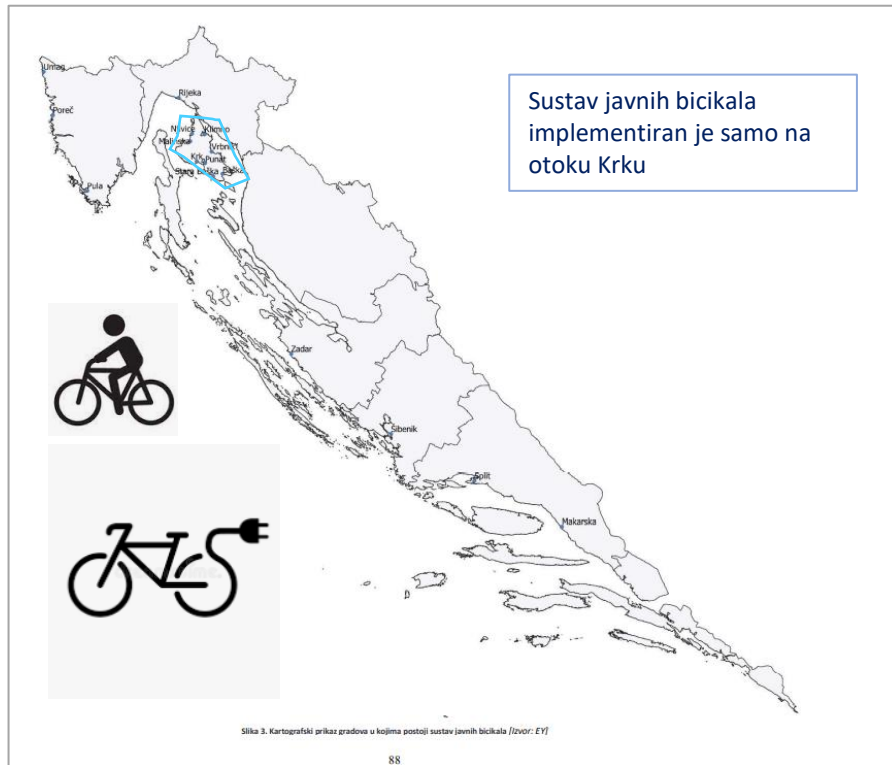 Umag
Rijeka
Poreč
Sustav javnih bicikala
implementiran je samo na
otoku Krku
Njivice
Klimno
Malinska
Vrbnik
Krk
Punat
Stara Baška
Baška
Pula
Zadar
Šibenik
Split
Makarska
Slika 3. Kartografski prikaz gradova u kojima postoji sustav javnih bicikala [Izvor: EY]
88